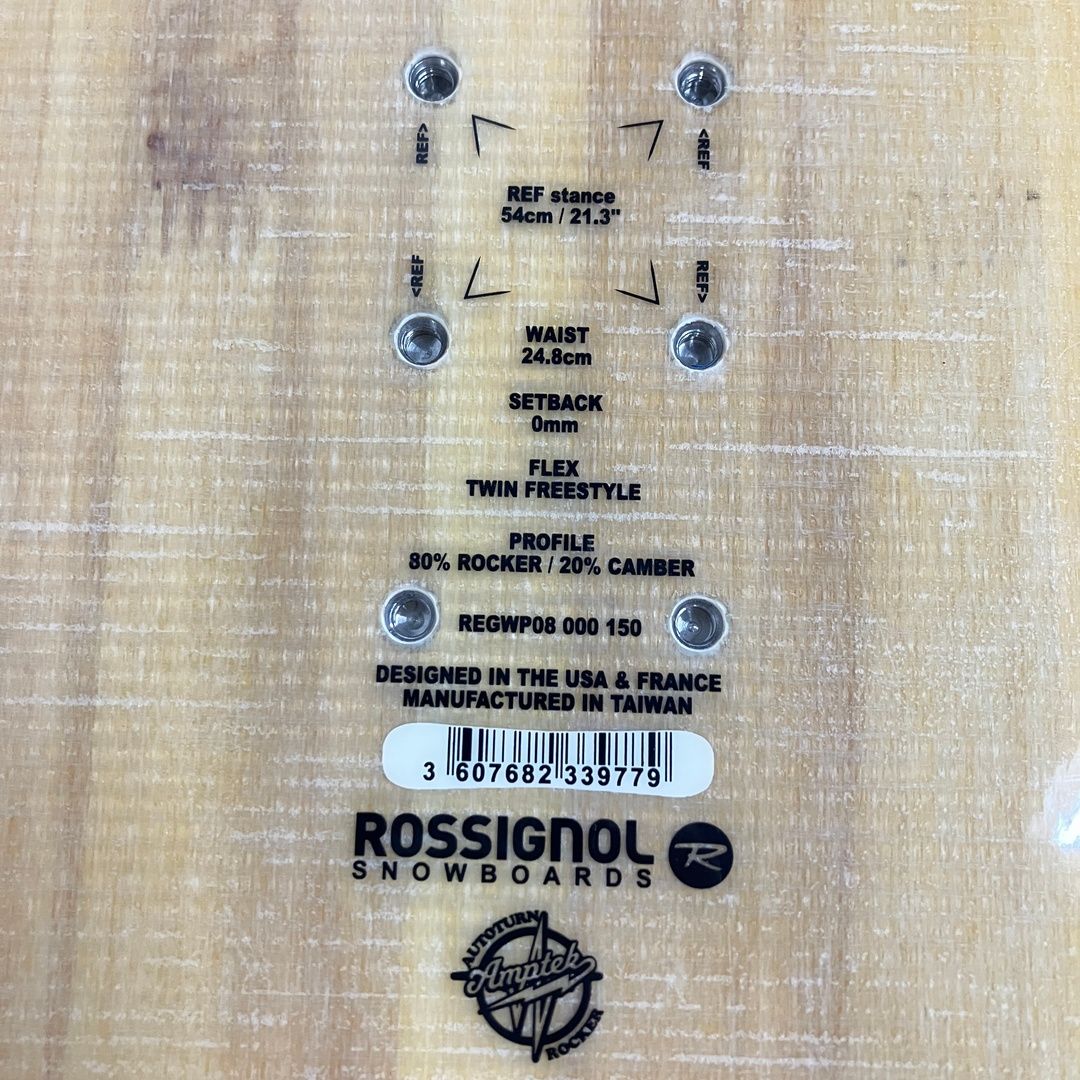 REF> <REF
REF stance
54cm / 21.3"
<REF REF>
WAIST
24.8cm
SETBACK
0mm
FLEX
TWIN FREESTYLE
PROFILE
80% ROCKER / 20% CAMBER
REGWP08 000 150
DESIGNED IN THE USA & FRANCE
MANUFACTURED IN TAIWAN
3 607682 339779
ROSSIGNOL R
SNOWBOARDS
AUTOTURN
Amptek
ROCKER